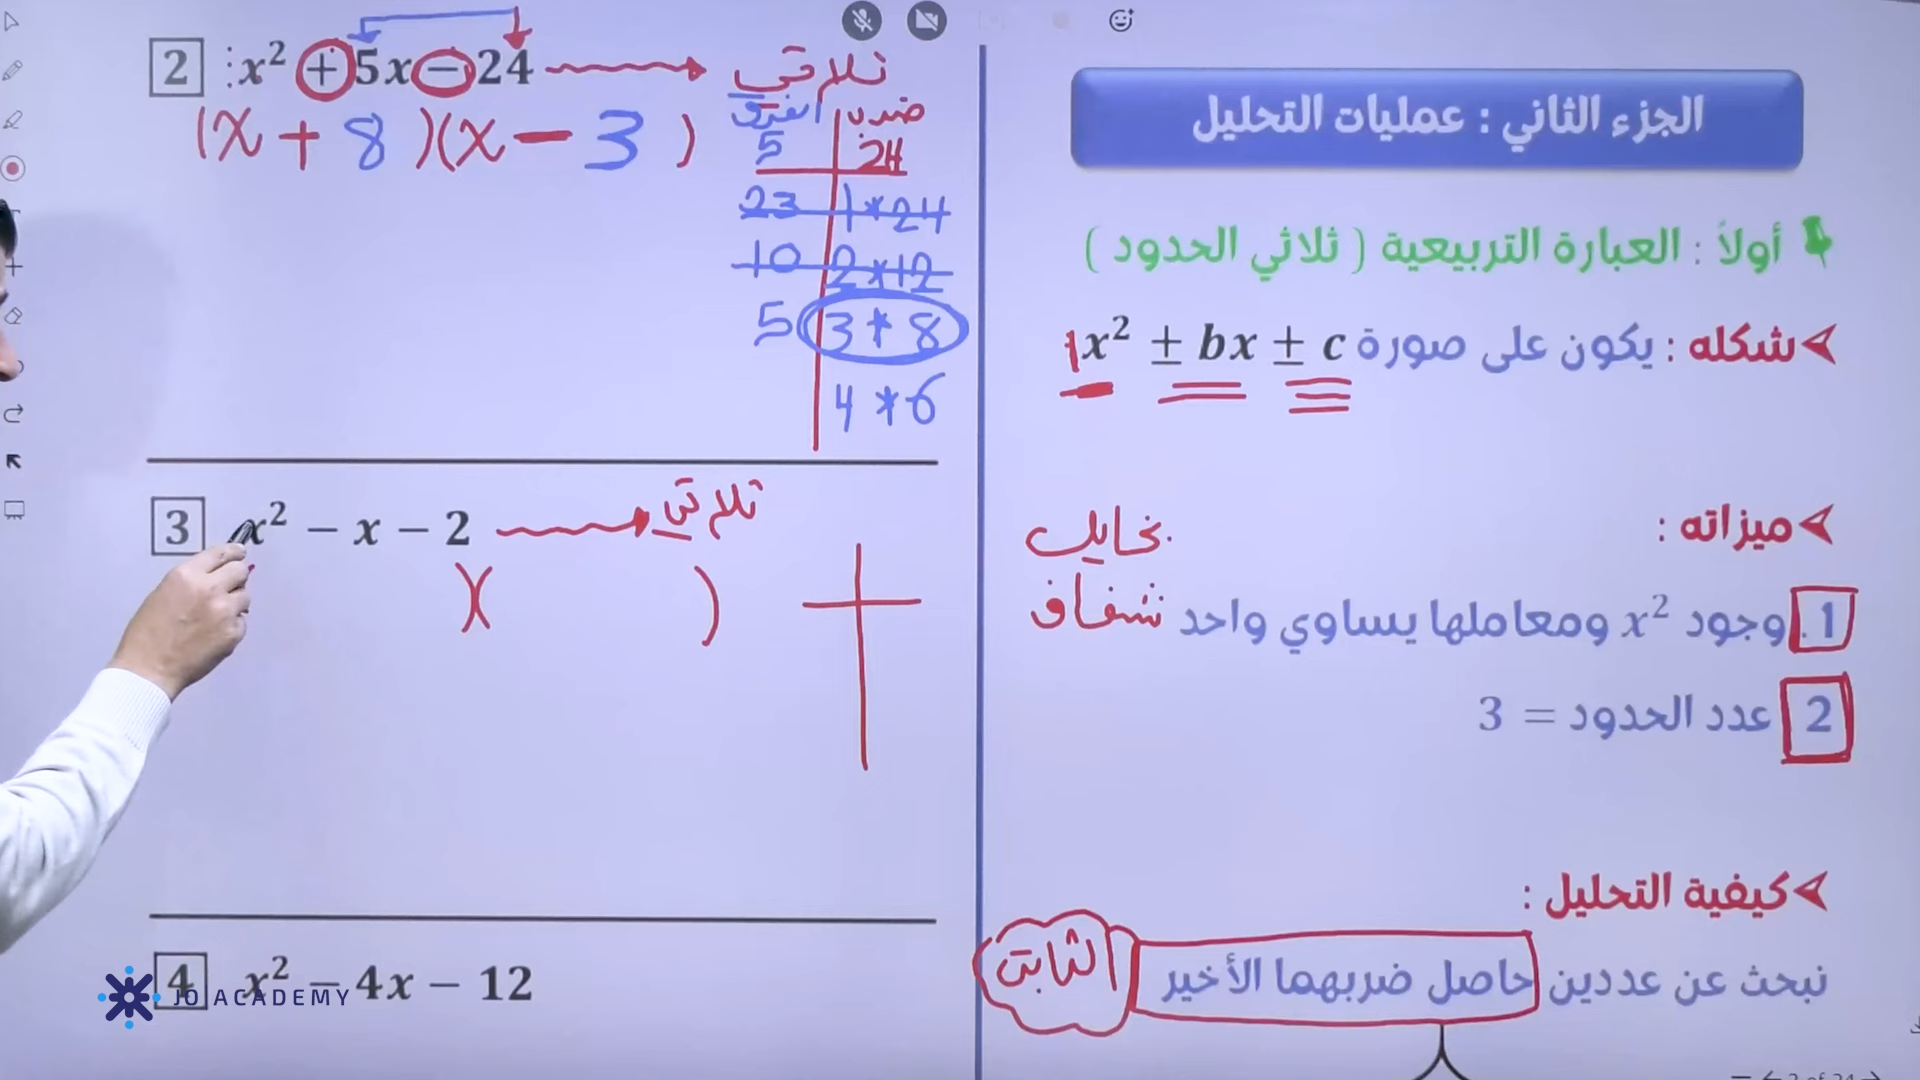 2 x² + 5x − 24 ثلاثي
(x + 8)(x − 3)
ضرب الفرق
24 5
1 * 24 23
2 * 12 10
3 * 8 5
4 * 6
3 x² − x − 2 ثلاثي
( )( )
4 x² − 4x − 12
JO ACADEMY
الجزء الثاني : عمليات التحليل
أولاً : العبارة التربيعية ( ثلاثي الحدود )
شكله : يكون على صورة 1x² ± bx ± c
ميزاته :
1. وجود x² ومعاملها يساوي واحد
شفاف
2 عدد الحدود = 3
كيفية التحليل :
نبحث عن عددين حاصل ضربهما الأخير
الثابت